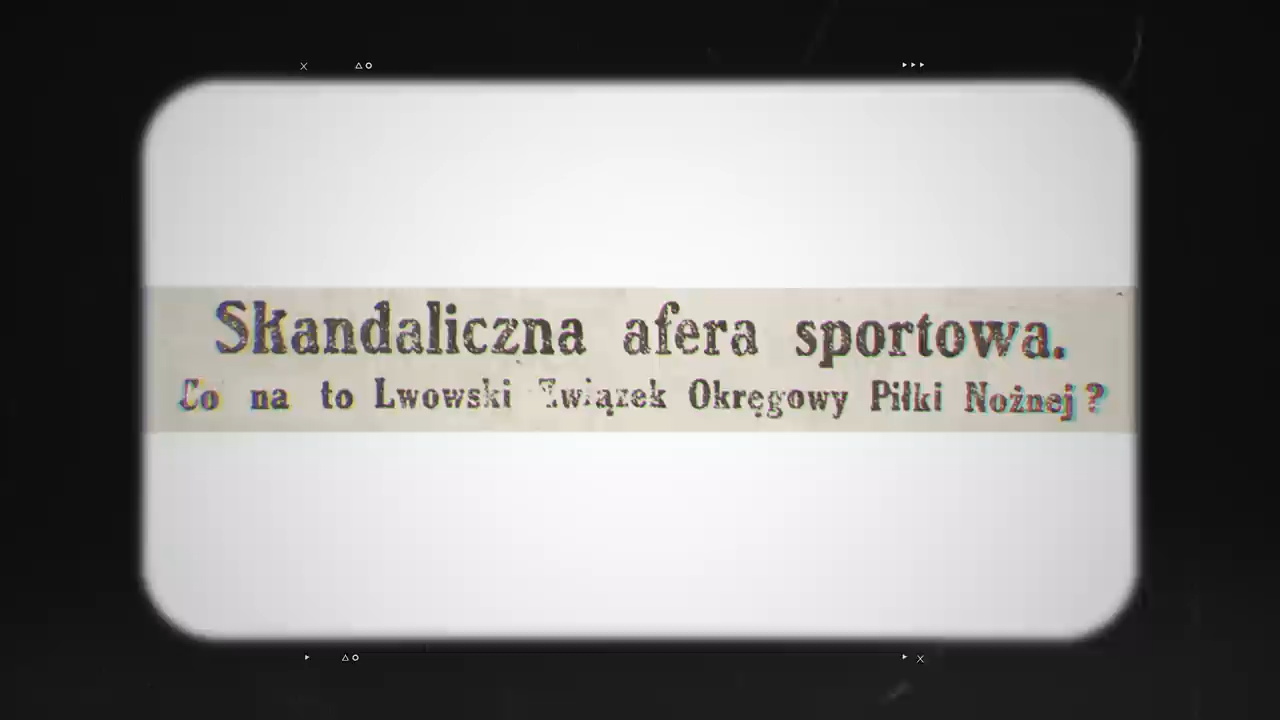 Skandaliczna afera sportowa.
Co na to Lwowski Związek Okręgowy Piłki Nożnej?